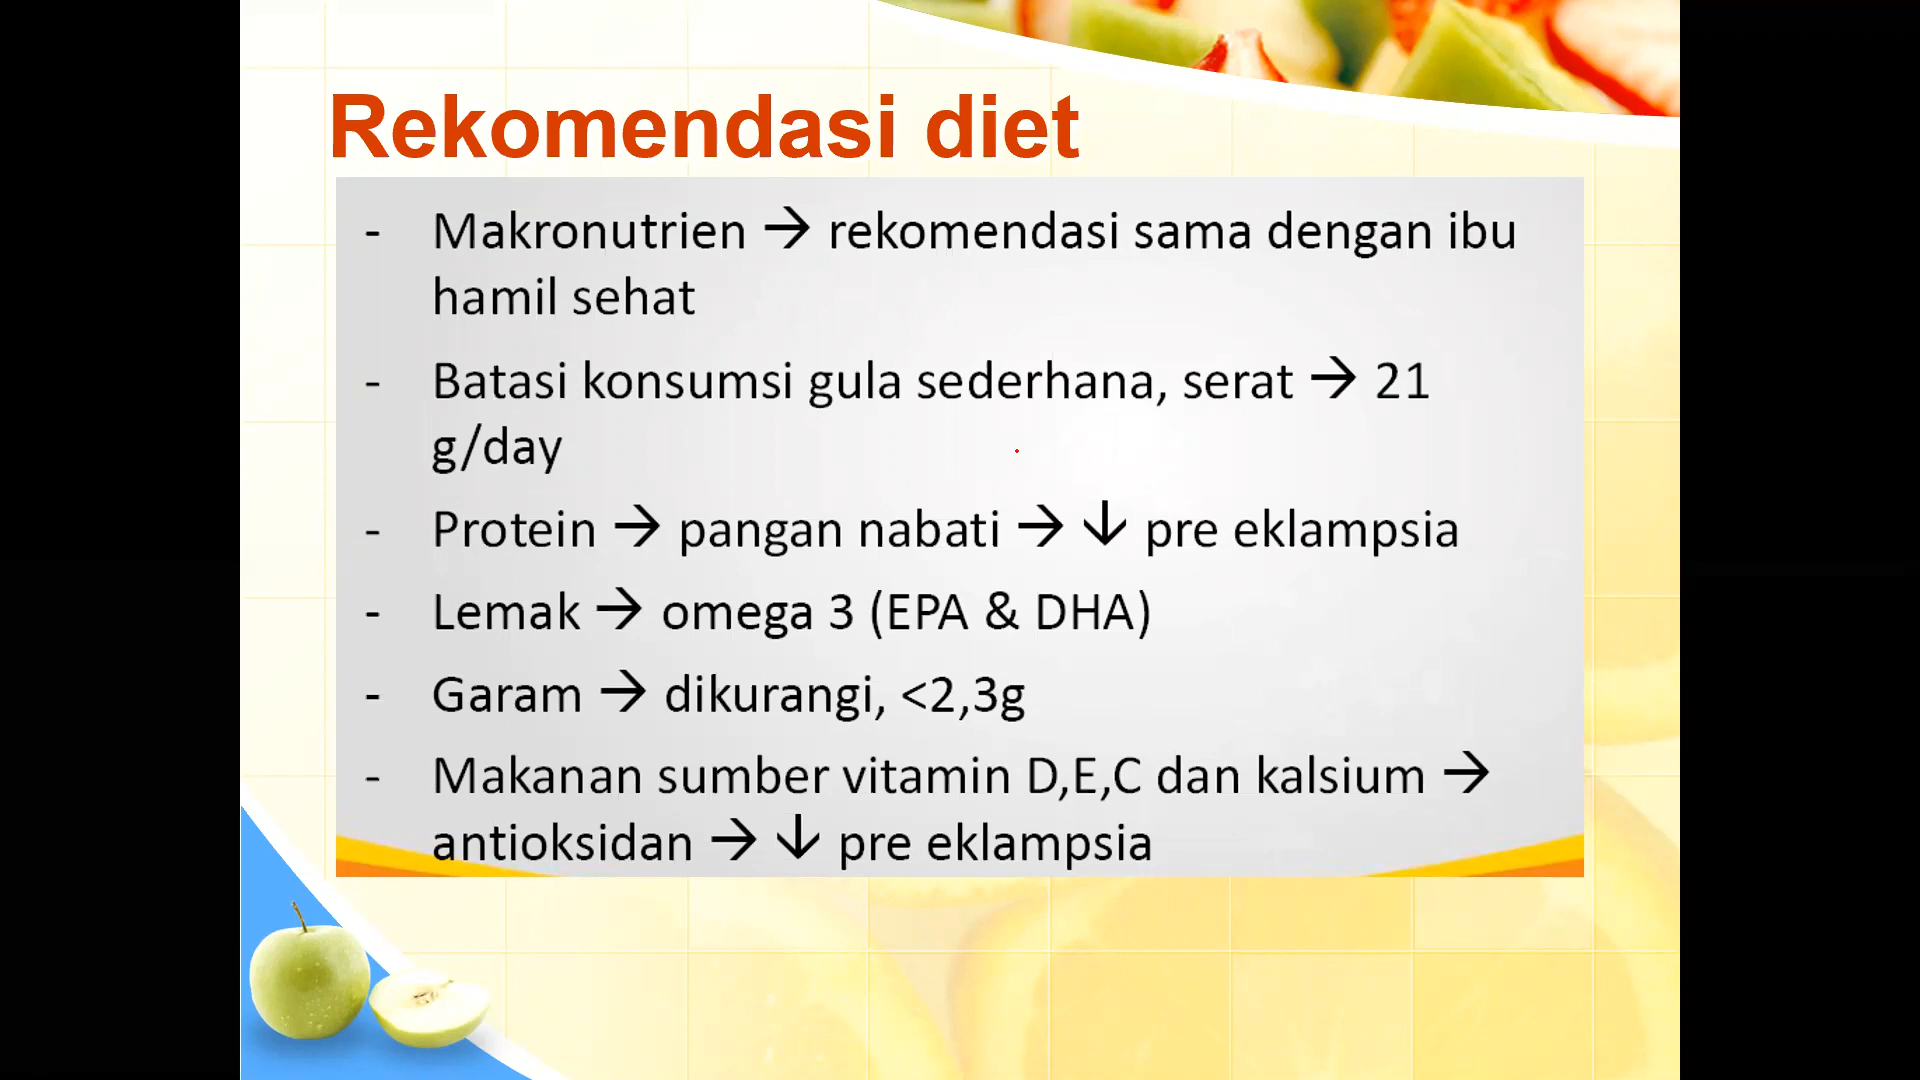 Rekomendasi diet
- Makronutrien → rekomendasi sama dengan ibu
hamil sehat
- Batasi konsumsi gula sederhana, serat → 21
g/day
- Protein → pangan nabati → ↓ pre eklampsia
- Lemak → omega 3 (EPA & DHA)
- Garam → dikurangi, <2,3g
- Makanan sumber vitamin D,E,C dan kalsium →
antioksidan → ↓ pre eklampsia